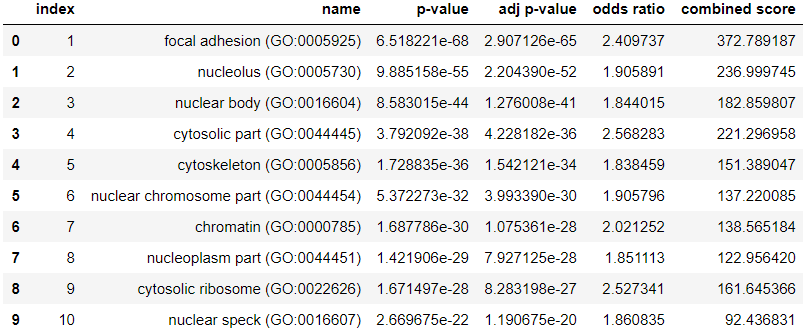 index name p-value adj p-value odds ratio combined score
0 1 focal adhesion (GO:0005925) 6.518221e-68 2.907126e-65 2.409737 372.789187
1 2 nucleolus (GO:0005730) 9.885158e-55 2.204390e-52 1.905891 236.999745
2 3 nuclear body (GO:0016604) 8.583015e-44 1.276008e-41 1.844015 182.859807
3 4 cytosolic part (GO:0044445) 3.792092e-38 4.228182e-36 2.568283 221.296958
4 5 cytoskeleton (GO:0005856) 1.728835e-36 1.542121e-34 1.838459 151.389047
5 6 nuclear chromosome part (GO:0044454) 5.372273e-32 3.993390e-30 1.905796 137.220085
6 7 chromatin (GO:0000785) 1.687786e-30 1.075361e-28 2.021252 138.565184
7 8 nucleoplasm part (GO:0044451) 1.421906e-29 7.927125e-28 1.851113 122.956420
8 9 cytosolic ribosome (GO:0022626) 1.671497e-28 8.283198e-27 2.527341 161.645366
9 10 nuclear speck (GO:0016607) 2.669675e-22 1.190675e-20 1.860835 92.436831